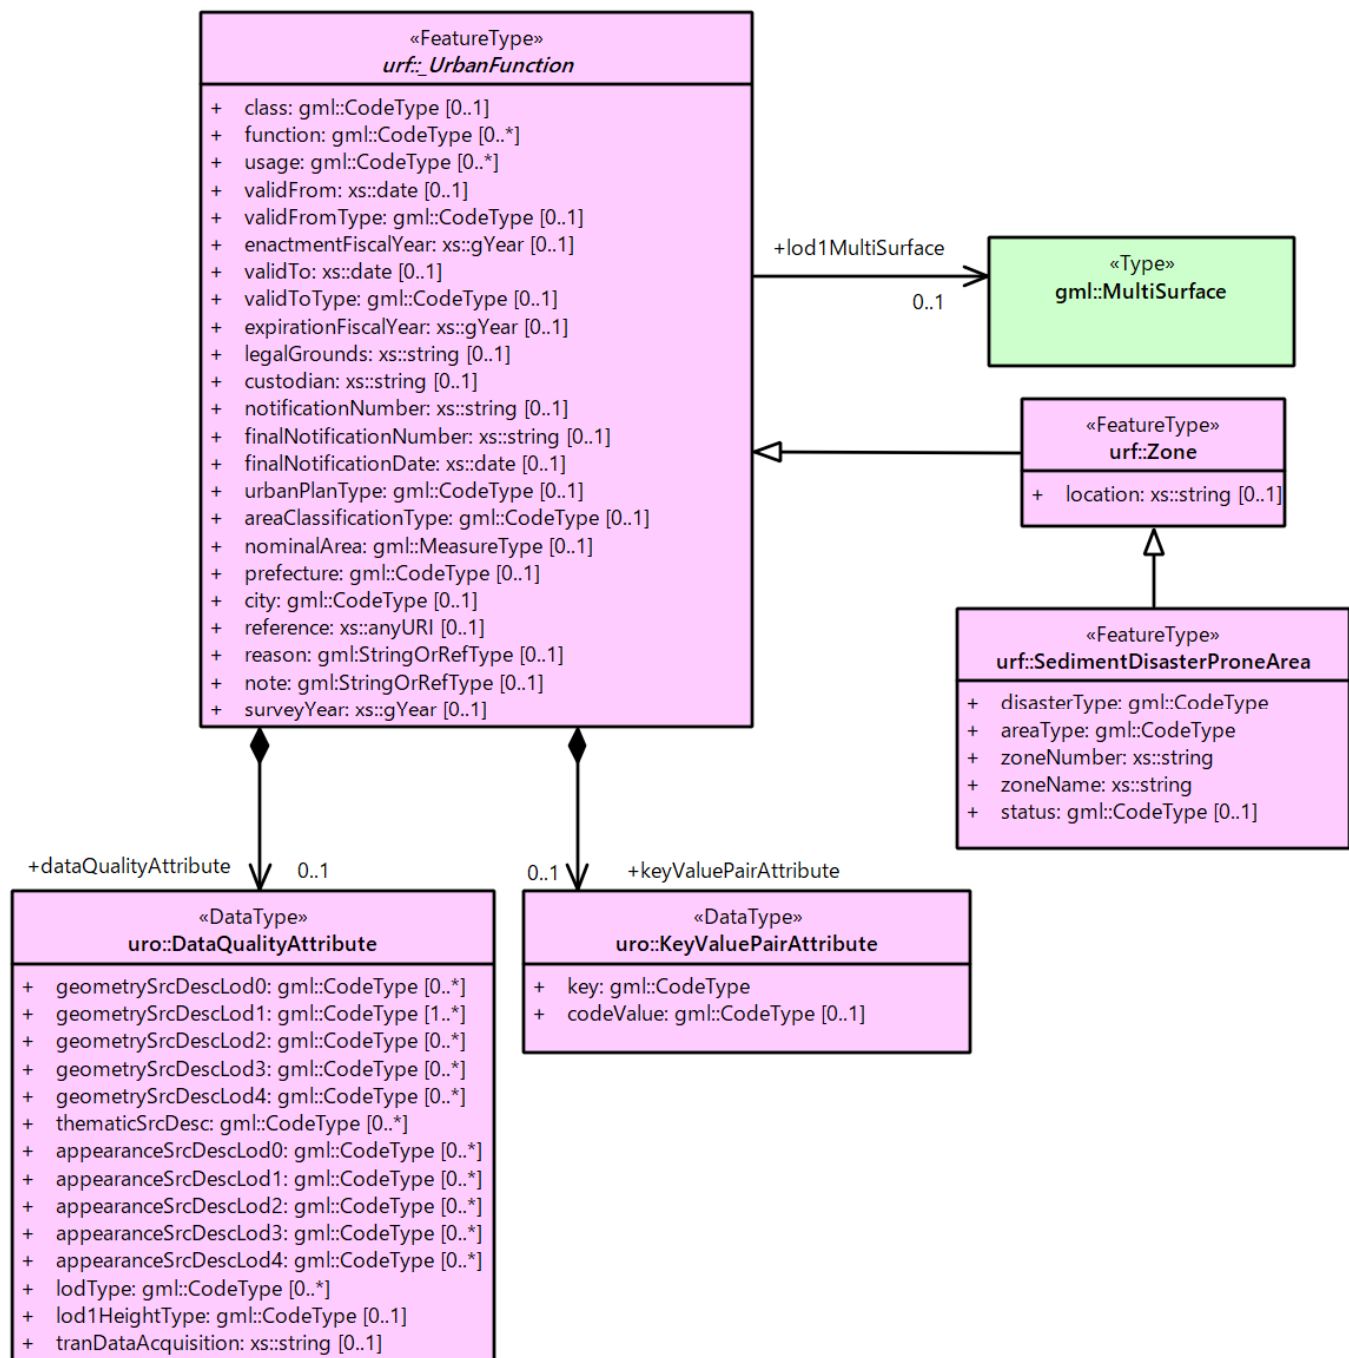 «FeatureType»
urf::_UrbanFunction
+ class: gml::CodeType [0..1]
+ function: gml::CodeType [0..*]
+ usage: gml::CodeType [0..*]
+ validFrom: xs::date [0..1]
+ validFromType: gml::CodeType [0..1]
+ enactmentFiscalYear: xs::gYear [0..1]
+ validTo: xs::date [0..1]
+ validToType: gml::CodeType [0..1]
+ expirationFiscalYear: xs::gYear [0..1]
+ legalGrounds: xs::string [0..1]
+ custodian: xs::string [0..1]
+ notificationNumber: xs::string [0..1]
+ finalNotificationNumber: xs::string [0..1]
+ finalNotificationDate: xs::date [0..1]
+ urbanPlanType: gml::CodeType [0..1]
+ areaClassificationType: gml::CodeType [0..1]
+ nominalArea: gml::MeasureType [0..1]
+ prefecture: gml::CodeType [0..1]
+ city: gml::CodeType [0..1]
+ reference: xs::anyURI [0..1]
+ reason: gml:StringOrRefType [0..1]
+ note: gml:StringOrRefType [0..1]
+ surveyYear: xs::gYear [0..1]
+lod1MultiSurface
0..1
«Type»
gml::MultiSurface
«FeatureType»
urf::Zone
+ location: xs::string [0..1]
«FeatureType»
urf::SedimentDisasterProneArea
+ disasterType: gml::CodeType
+ areaType: gml::CodeType
+ zoneNumber: xs::string
+ zoneName: xs::string
+ status: gml::CodeType [0..1]
+dataQualityAttribute
0..1
0..1
+keyValuePairAttribute
«DataType»
uro::DataQualityAttribute
+ geometrySrcDescLod0: gml::CodeType [0..*]
+ geometrySrcDescLod1: gml::CodeType [1..*]
+ geometrySrcDescLod2: gml::CodeType [0..*]
+ geometrySrcDescLod3: gml::CodeType [0..*]
+ geometrySrcDescLod4: gml::CodeType [0..*]
+ thematicSrcDesc: gml::CodeType [0..*]
+ appearanceSrcDescLod0: gml::CodeType [0..*]
+ appearanceSrcDescLod1: gml::CodeType [0..*]
+ appearanceSrcDescLod2: gml::CodeType [0..*]
+ appearanceSrcDescLod3: gml::CodeType [0..*]
+ appearanceSrcDescLod4: gml::CodeType [0..*]
+ lodType: gml::CodeType [0..*]
+ lod1HeightType: gml::CodeType [0..1]
+ tranDataAcquisition: xs::string [0..1]
«DataType»
uro::KeyValuePairAttribute
+ key: gml::CodeType
+ codeValue: gml::CodeType [0..1]